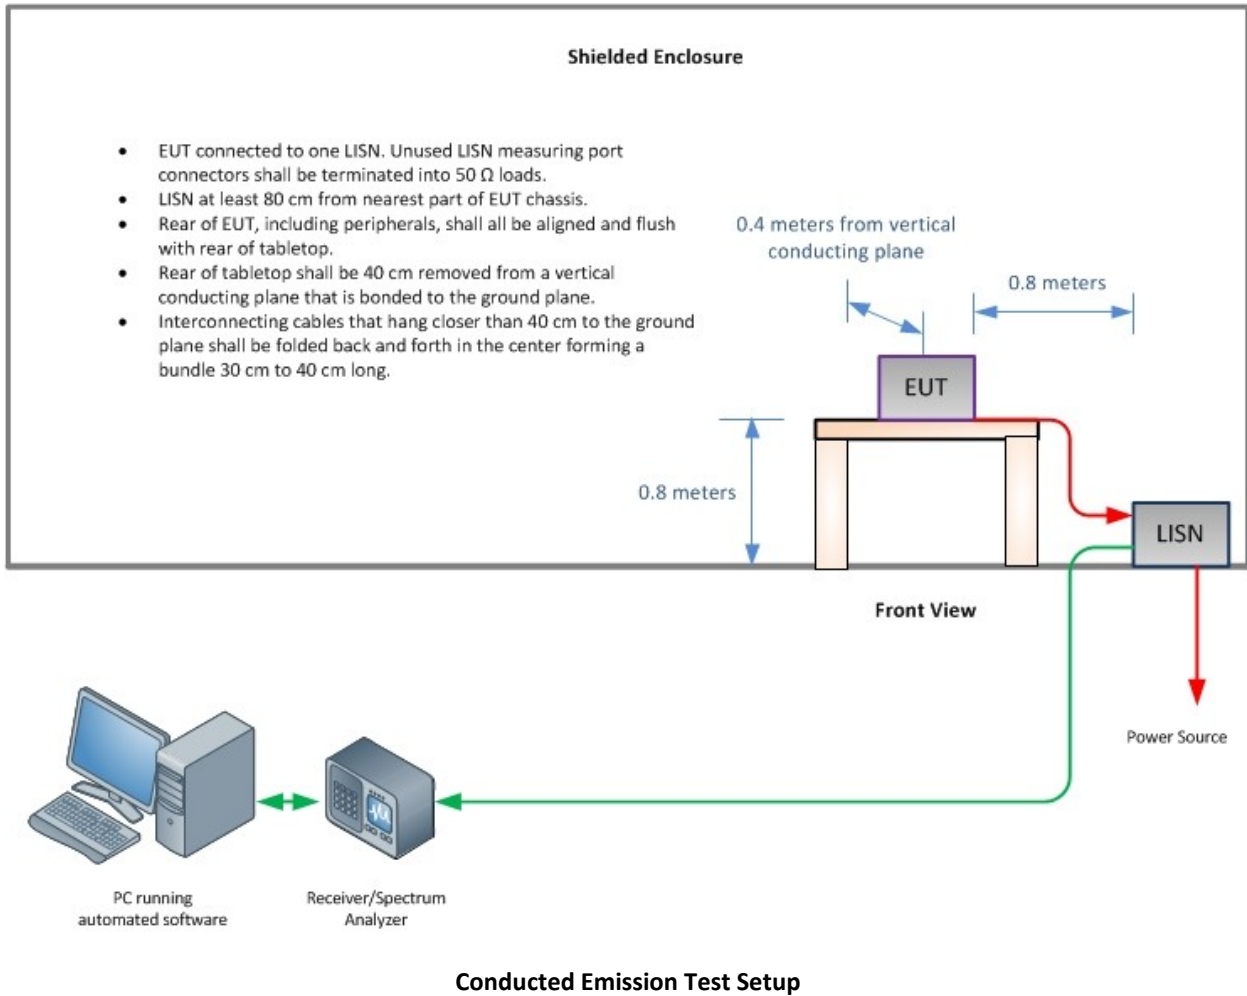 Shielded Enclosure
• EUT connected to one LISN. Unused LISN measuring port
connectors shall be terminated into 50 Ω loads.
• LISN at least 80 cm from nearest part of EUT chassis.
• Rear of EUT, including peripherals, shall all be aligned and flush
with rear of tabletop.
• Rear of tabletop shall be 40 cm removed from a vertical
conducting plane that is bonded to the ground plane.
• Interconnecting cables that hang closer than 40 cm to the ground
plane shall be folded back and forth in the center forming a
bundle 30 cm to 40 cm long.
0.4 meters from vertical
conducting plane
0.8 meters
EUT
0.8 meters
LISN
Front View
Power Source
PC running
automated software
Receiver/Spectrum
Analyzer
Conducted Emission Test Setup